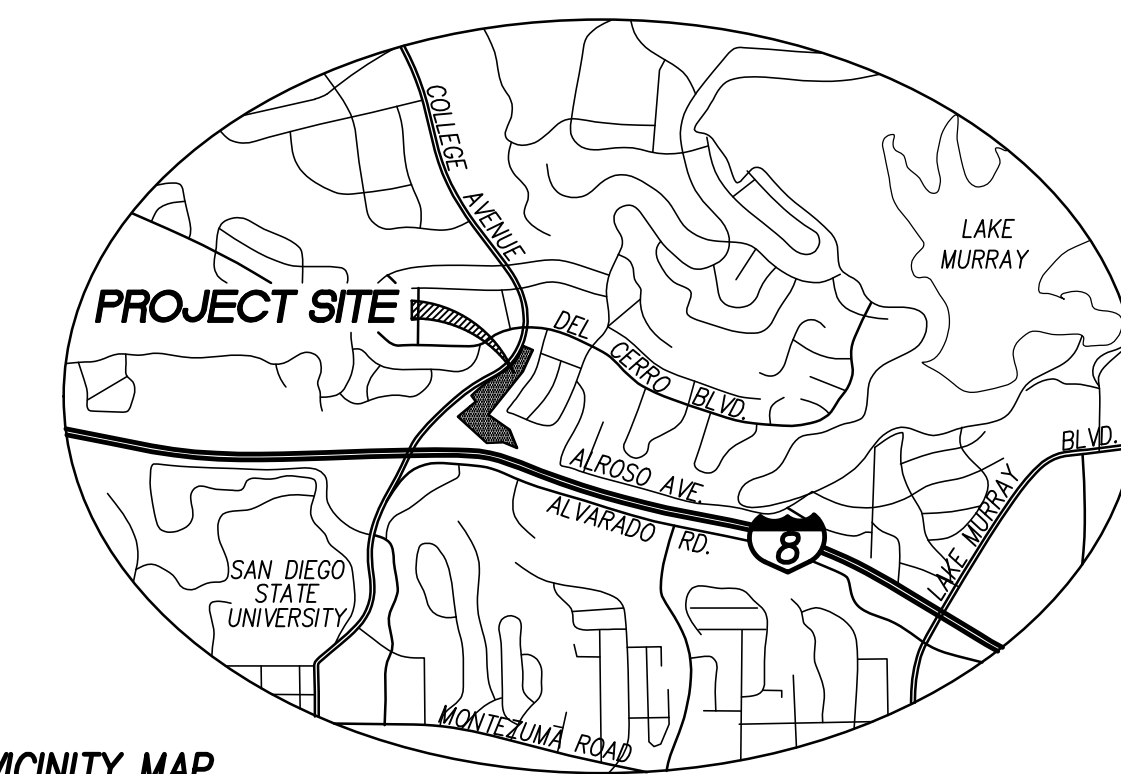 COLLEGE AVENUE
LAKE
MURRAY
PROJECT SITE
DEL CERRO BLVD.
ALROSO AVE.
ALVARADO RD.
8
LAKE MURRAY BLVD.
SAN DIEGO
STATE
UNIVERSITY
MONTEZUMA ROAD
VICINITY MAP